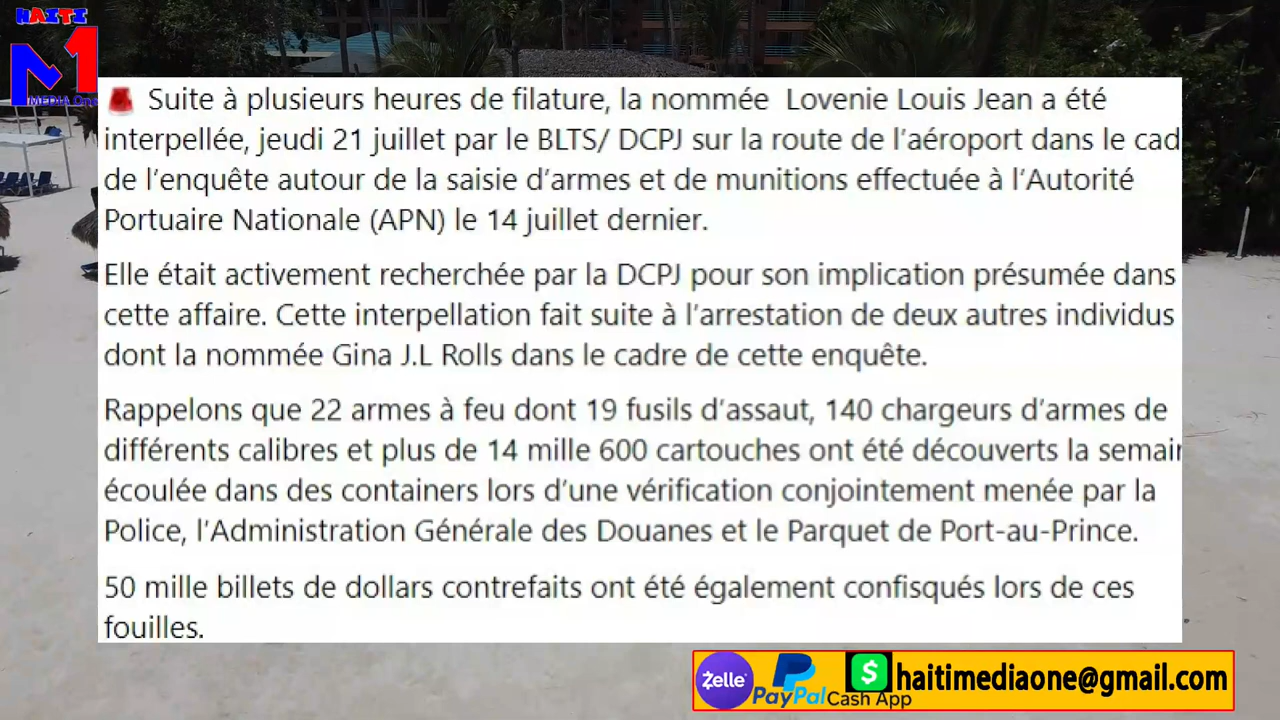 HAITI
M1
MEDIA One
Suite à plusieurs heures de filature, la nommée Lovenie Louis Jean a été
interpellée, jeudi 21 juillet par le BLTS/ DCPJ sur la route de l'aéroport dans le cad
de l'enquête autour de la saisie d'armes et de munitions effectuée à l'Autorité
Portuaire Nationale (APN) le 14 juillet dernier.
Elle était activement recherchée par la DCPJ pour son implication présumée dans
cette affaire. Cette interpellation fait suite à l'arrestation de deux autres individus
dont la nommée Gina J.L Rolls dans le cadre de cette enquête.
Rappelons que 22 armes à feu dont 19 fusils d'assaut, 140 chargeurs d'armes de
différents calibres et plus de 14 mille 600 cartouches ont été découverts la semain
écoulée dans des containers lors d'une vérification conjointement menée par la
Police, l'Administration Générale des Douanes et le Parquet de Port-au-Prince.
50 mille billets de dollars contrefaits ont été également confisqués lors de ces
fouilles.
Zelle PayPal $ Cash App haitimediaone@gmail.com